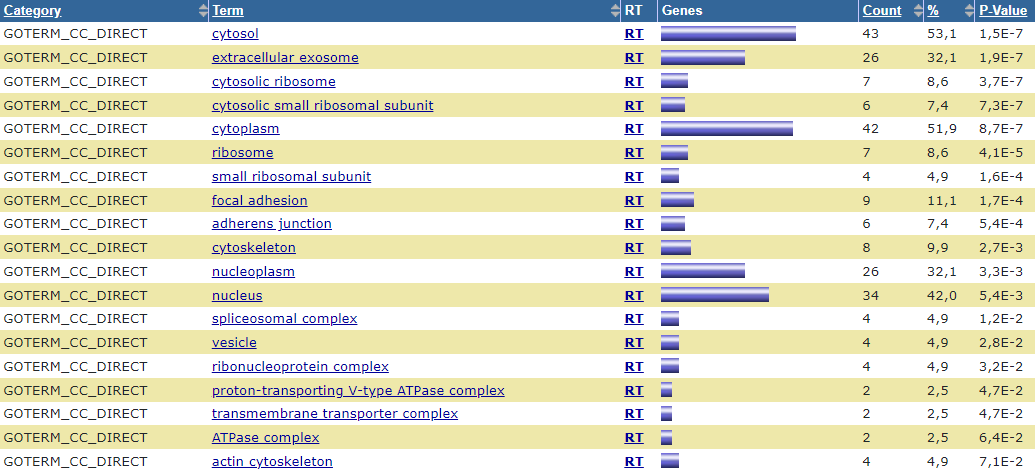 Category Term RT Genes Count % P-Value
GOTERM_CC_DIRECT cytosol RT 43 53,1 1,5E-7
GOTERM_CC_DIRECT extracellular exosome RT 26 32,1 1,9E-7
GOTERM_CC_DIRECT cytosolic ribosome RT 7 8,6 3,7E-7
GOTERM_CC_DIRECT cytosolic small ribosomal subunit RT 6 7,4 7,3E-7
GOTERM_CC_DIRECT cytoplasm RT 42 51,9 8,7E-7
GOTERM_CC_DIRECT ribosome RT 7 8,6 4,1E-5
GOTERM_CC_DIRECT small ribosomal subunit RT 4 4,9 1,6E-4
GOTERM_CC_DIRECT focal adhesion RT 9 11,1 1,7E-4
GOTERM_CC_DIRECT adherens junction RT 6 7,4 5,4E-4
GOTERM_CC_DIRECT cytoskeleton RT 8 9,9 2,7E-3
GOTERM_CC_DIRECT nucleoplasm RT 26 32,1 3,3E-3
GOTERM_CC_DIRECT nucleus RT 34 42,0 5,4E-3
GOTERM_CC_DIRECT spliceosomal complex RT 4 4,9 1,2E-2
GOTERM_CC_DIRECT vesicle RT 4 4,9 2,8E-2
GOTERM_CC_DIRECT ribonucleoprotein complex RT 4 4,9 3,2E-2
GOTERM_CC_DIRECT proton-transporting V-type ATPase complex RT 2 2,5 4,7E-2
GOTERM_CC_DIRECT transmembrane transporter complex RT 2 2,5 4,7E-2
GOTERM_CC_DIRECT ATPase complex RT 2 2,5 6,4E-2
GOTERM_CC_DIRECT actin cytoskeleton RT 4 4,9 7,1E-2